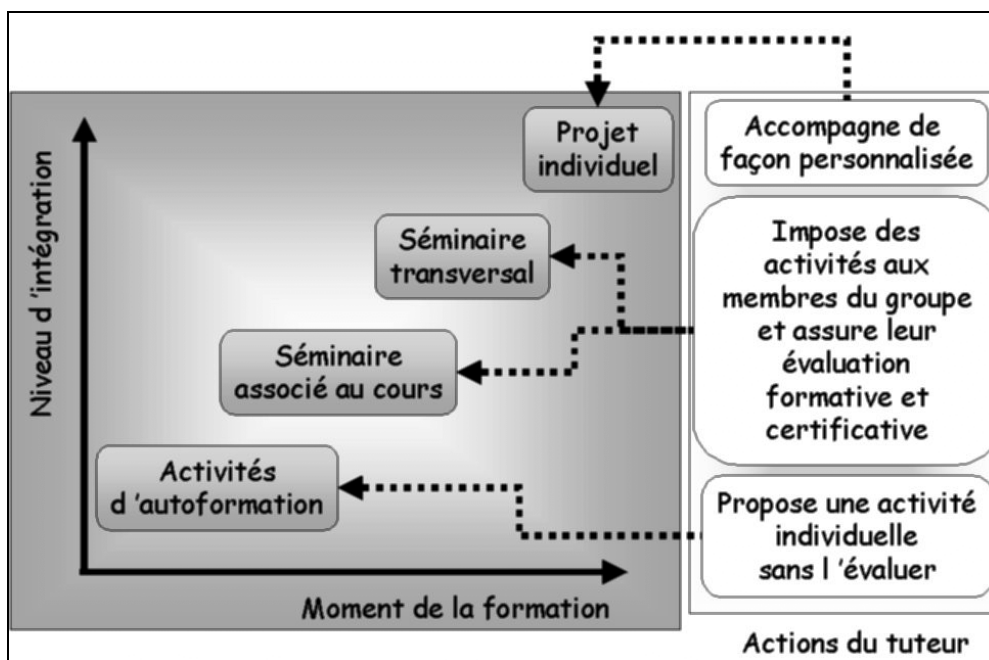 Niveau d 'intégration
Projet
individuel
Séminaire
transversal
Séminaire
associé au cours
Activités
d 'autoformation
Moment de la formation
Accompagne de
façon personnalisée
Impose des
activités aux
membres du groupe
et assure leur
évaluation
formative et
certificative
Propose une activité
individuelle
sans l 'évaluer
Actions du tuteur